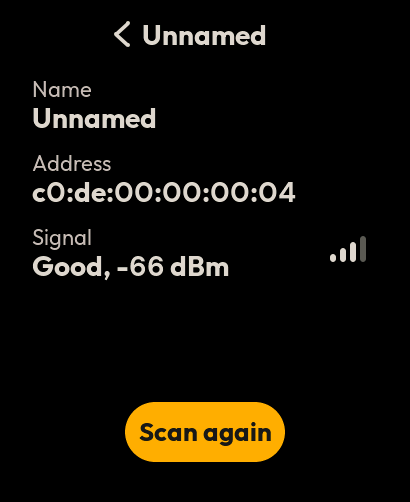 Unnamed
Name
Unnamed
Address
c0:de:00:00:00:04
Signal
Good, -66 dBm
Scan again